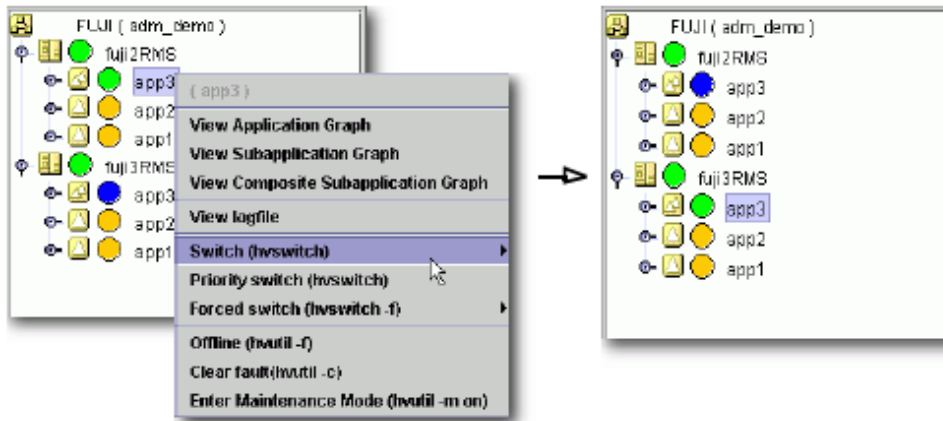 FUJI ( adm_demo )
fuji2RMS
app3
app2
app1
fuji3RMS
app3
app2
app1
( app3 )
View Application Graph
View Subapplication Graph
View Composite Subapplication Graph
View logfile
Switch (hvswitch)
Priority switch (hvswitch)
Forced switch (hvswitch -f)
Offline (hvutil -f)
Clear fault(hvutil -c)
Enter Maintenance Mode (hvutil -m on)
FUJI ( adm_demo )
fuji2RMS
app3
app2
app1
fuji3RMS
app3
app2
app1